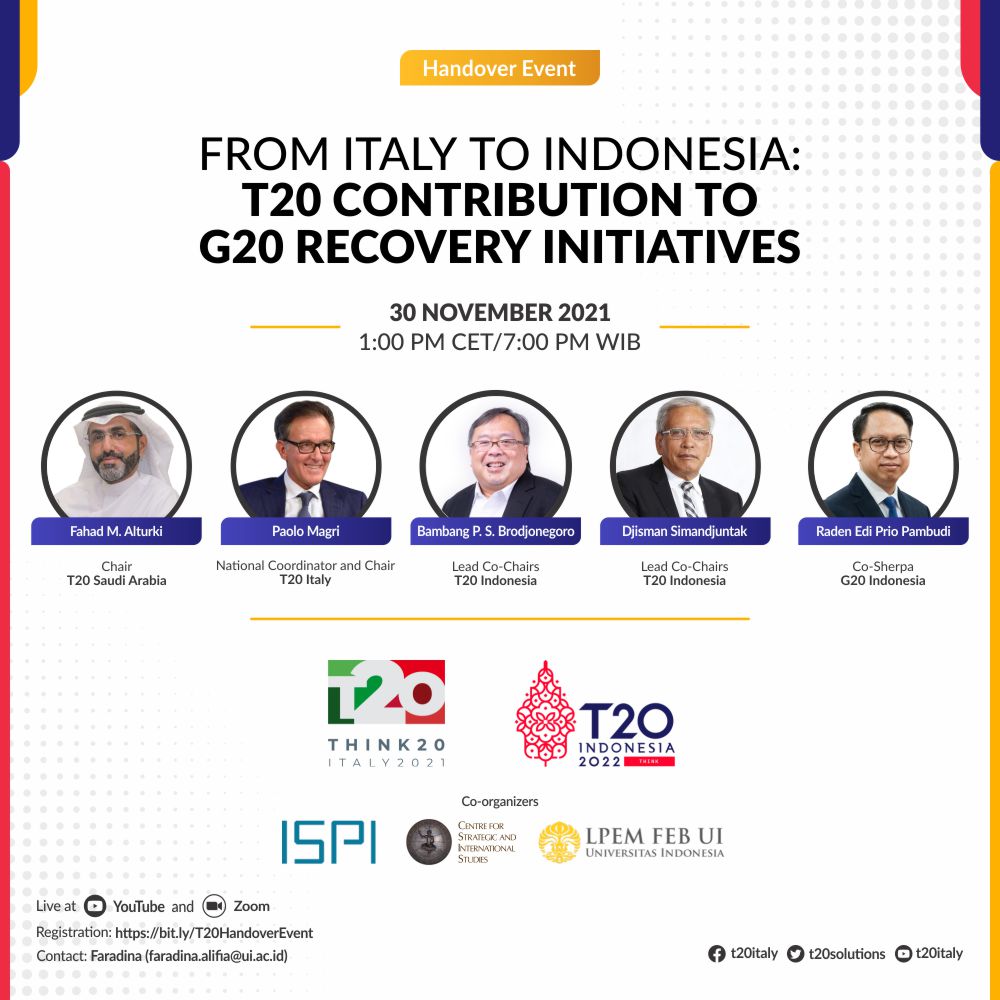 Handover Event
FROM ITALY TO INDONESIA:
T20 CONTRIBUTION TO
G20 RECOVERY INITIATIVES
30 NOVEMBER 2021
1:00 PM CET/7:00 PM WIB
Fahad M. Alturki
Chair
T20 Saudi Arabia
Paolo Magri
National Coordinator and Chair
T20 Italy
Bambang P. S. Brodjonegoro
Lead Co-Chairs
T20 Indonesia
Djisman Simandjuntak
Lead Co-Chairs
T20 Indonesia
Raden Edi Prio Pambudi
Co-Sherpa
G20 Indonesia
T20
THINK20
ITALY2021
T20
INDONESIA
2022 THINK
Co-organizers
ISPI
CENTRE FOR
STRATEGIC AND
INTERNATIONAL
STUDIES
LPEM FEB UI
UNIVERSITAS INDONESIA
Live at YouTube and Zoom
Registration: https://bit.ly/T20HandoverEvent
Contact: Faradina (faradina.alifia@ui.ac.id)
t20italy t20solutions t20italy